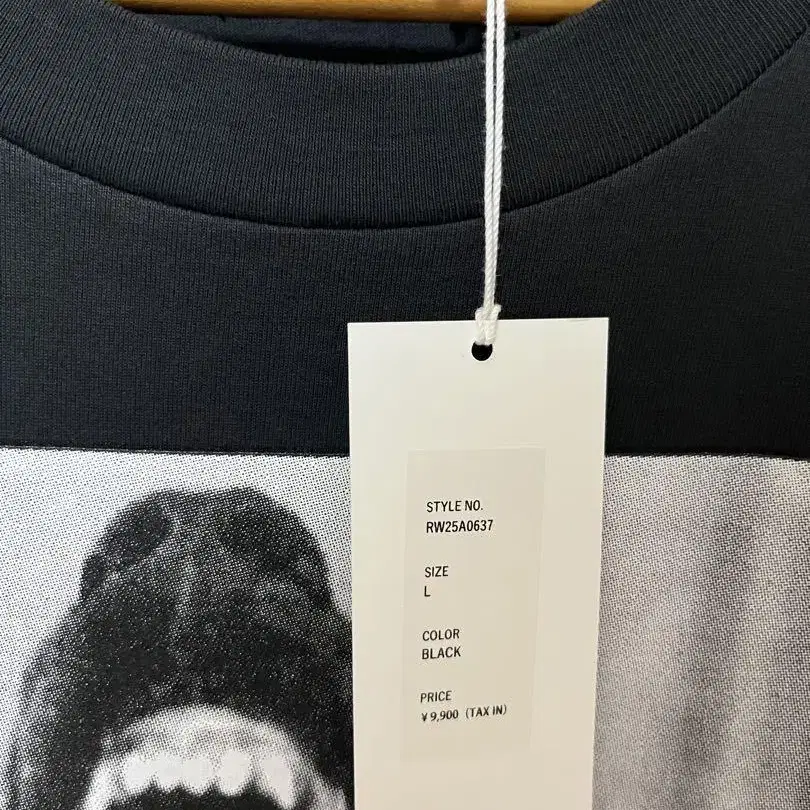 STYLE NO.
RW25A0637
SIZE
L
COLOR
BLACK
PRICE
¥9,900 (TAX IN)